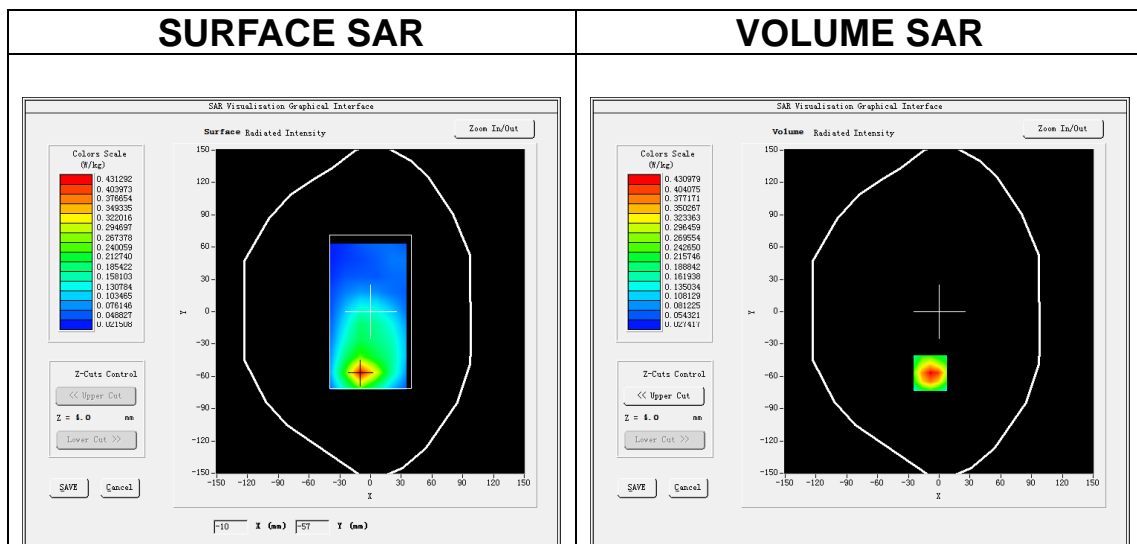 SURFACE SAR
SAR Visualisation Graphical Interface
Surface Radiated Intensity
Zoom In/Out
Colors Scale
(W/kg)
0.431292
0.403973
0.376654
0.349335
0.322016
0.294697
0.267378
0.240059
0.212740
0.185422
0.158103
0.130784
0.103465
0.076146
0.048827
0.021508
150
120
90
60
30
0
-30
-60
-90
-120
-150
Y
-150 -120 -90 -60 -30 0 30 60 90 120 150
X
Z-Cuts Control
<< Upper Cut
Z = 4.0 mm
Lower Cut >>
SAVE
Cancel
-10 X (mm) -57 Y (mm)
VOLUME SAR
SAR Visualisation Graphical Interface
Volume Radiated Intensity
Zoom In/Out
Colors Scale
(W/kg)
0.430979
0.404075
0.377171
0.350267
0.323363
0.296459
0.269554
0.242650
0.215746
0.188842
0.161938
0.135034
0.108129
0.081225
0.054321
0.027417
150
120
90
60
30
0
-30
-60
-90
-120
-150
Y
-150 -120 -90 -60 -30 0 30 60 90 120 150
X
Z-Cuts Control
<< Upper Cut
Z = 4.0 mm
Lower Cut >>
SAVE
Cancel